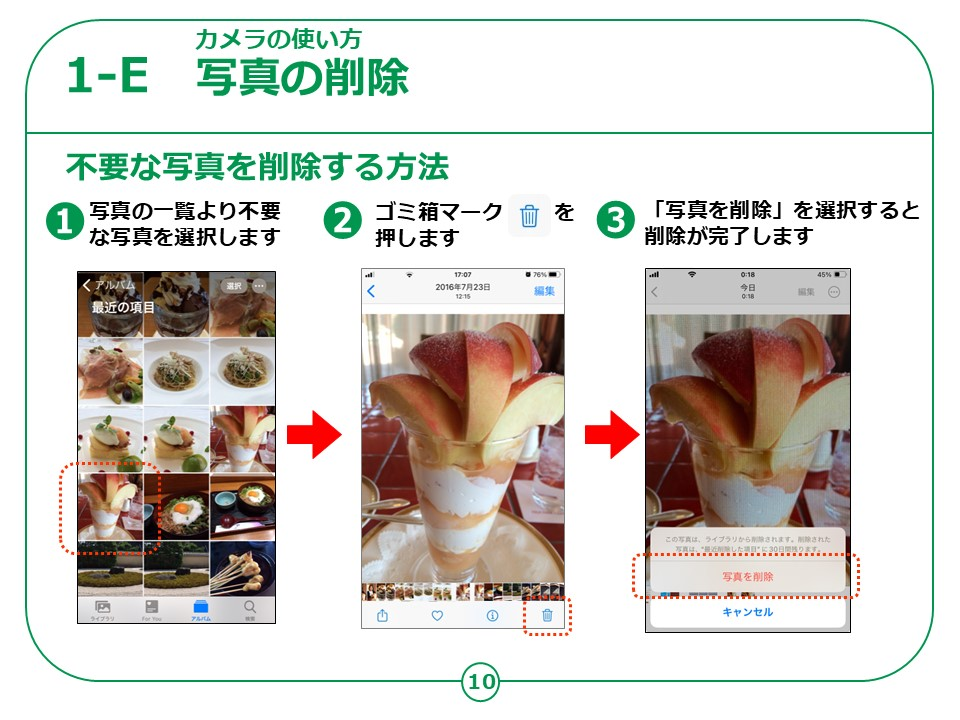 カメラの使い方
1-E 写真の削除
不要な写真を削除する方法
1 写真の一覧より不要
な写真を選択します
2 ゴミ箱マーク を
押します
3 「写真を削除」を選択すると
削除が完了します
アルバム 選択
最近の項目
ライブラリ For You アルバム 検索
17:07 76%
2016年7月23日
12:15
編集
0:18 45%
今日
0:18
編集
この写真は、ライブラリから削除されます。削除された
写真は、"最近削除した項目"に30日間残ります。
写真を削除
キャンセル
10